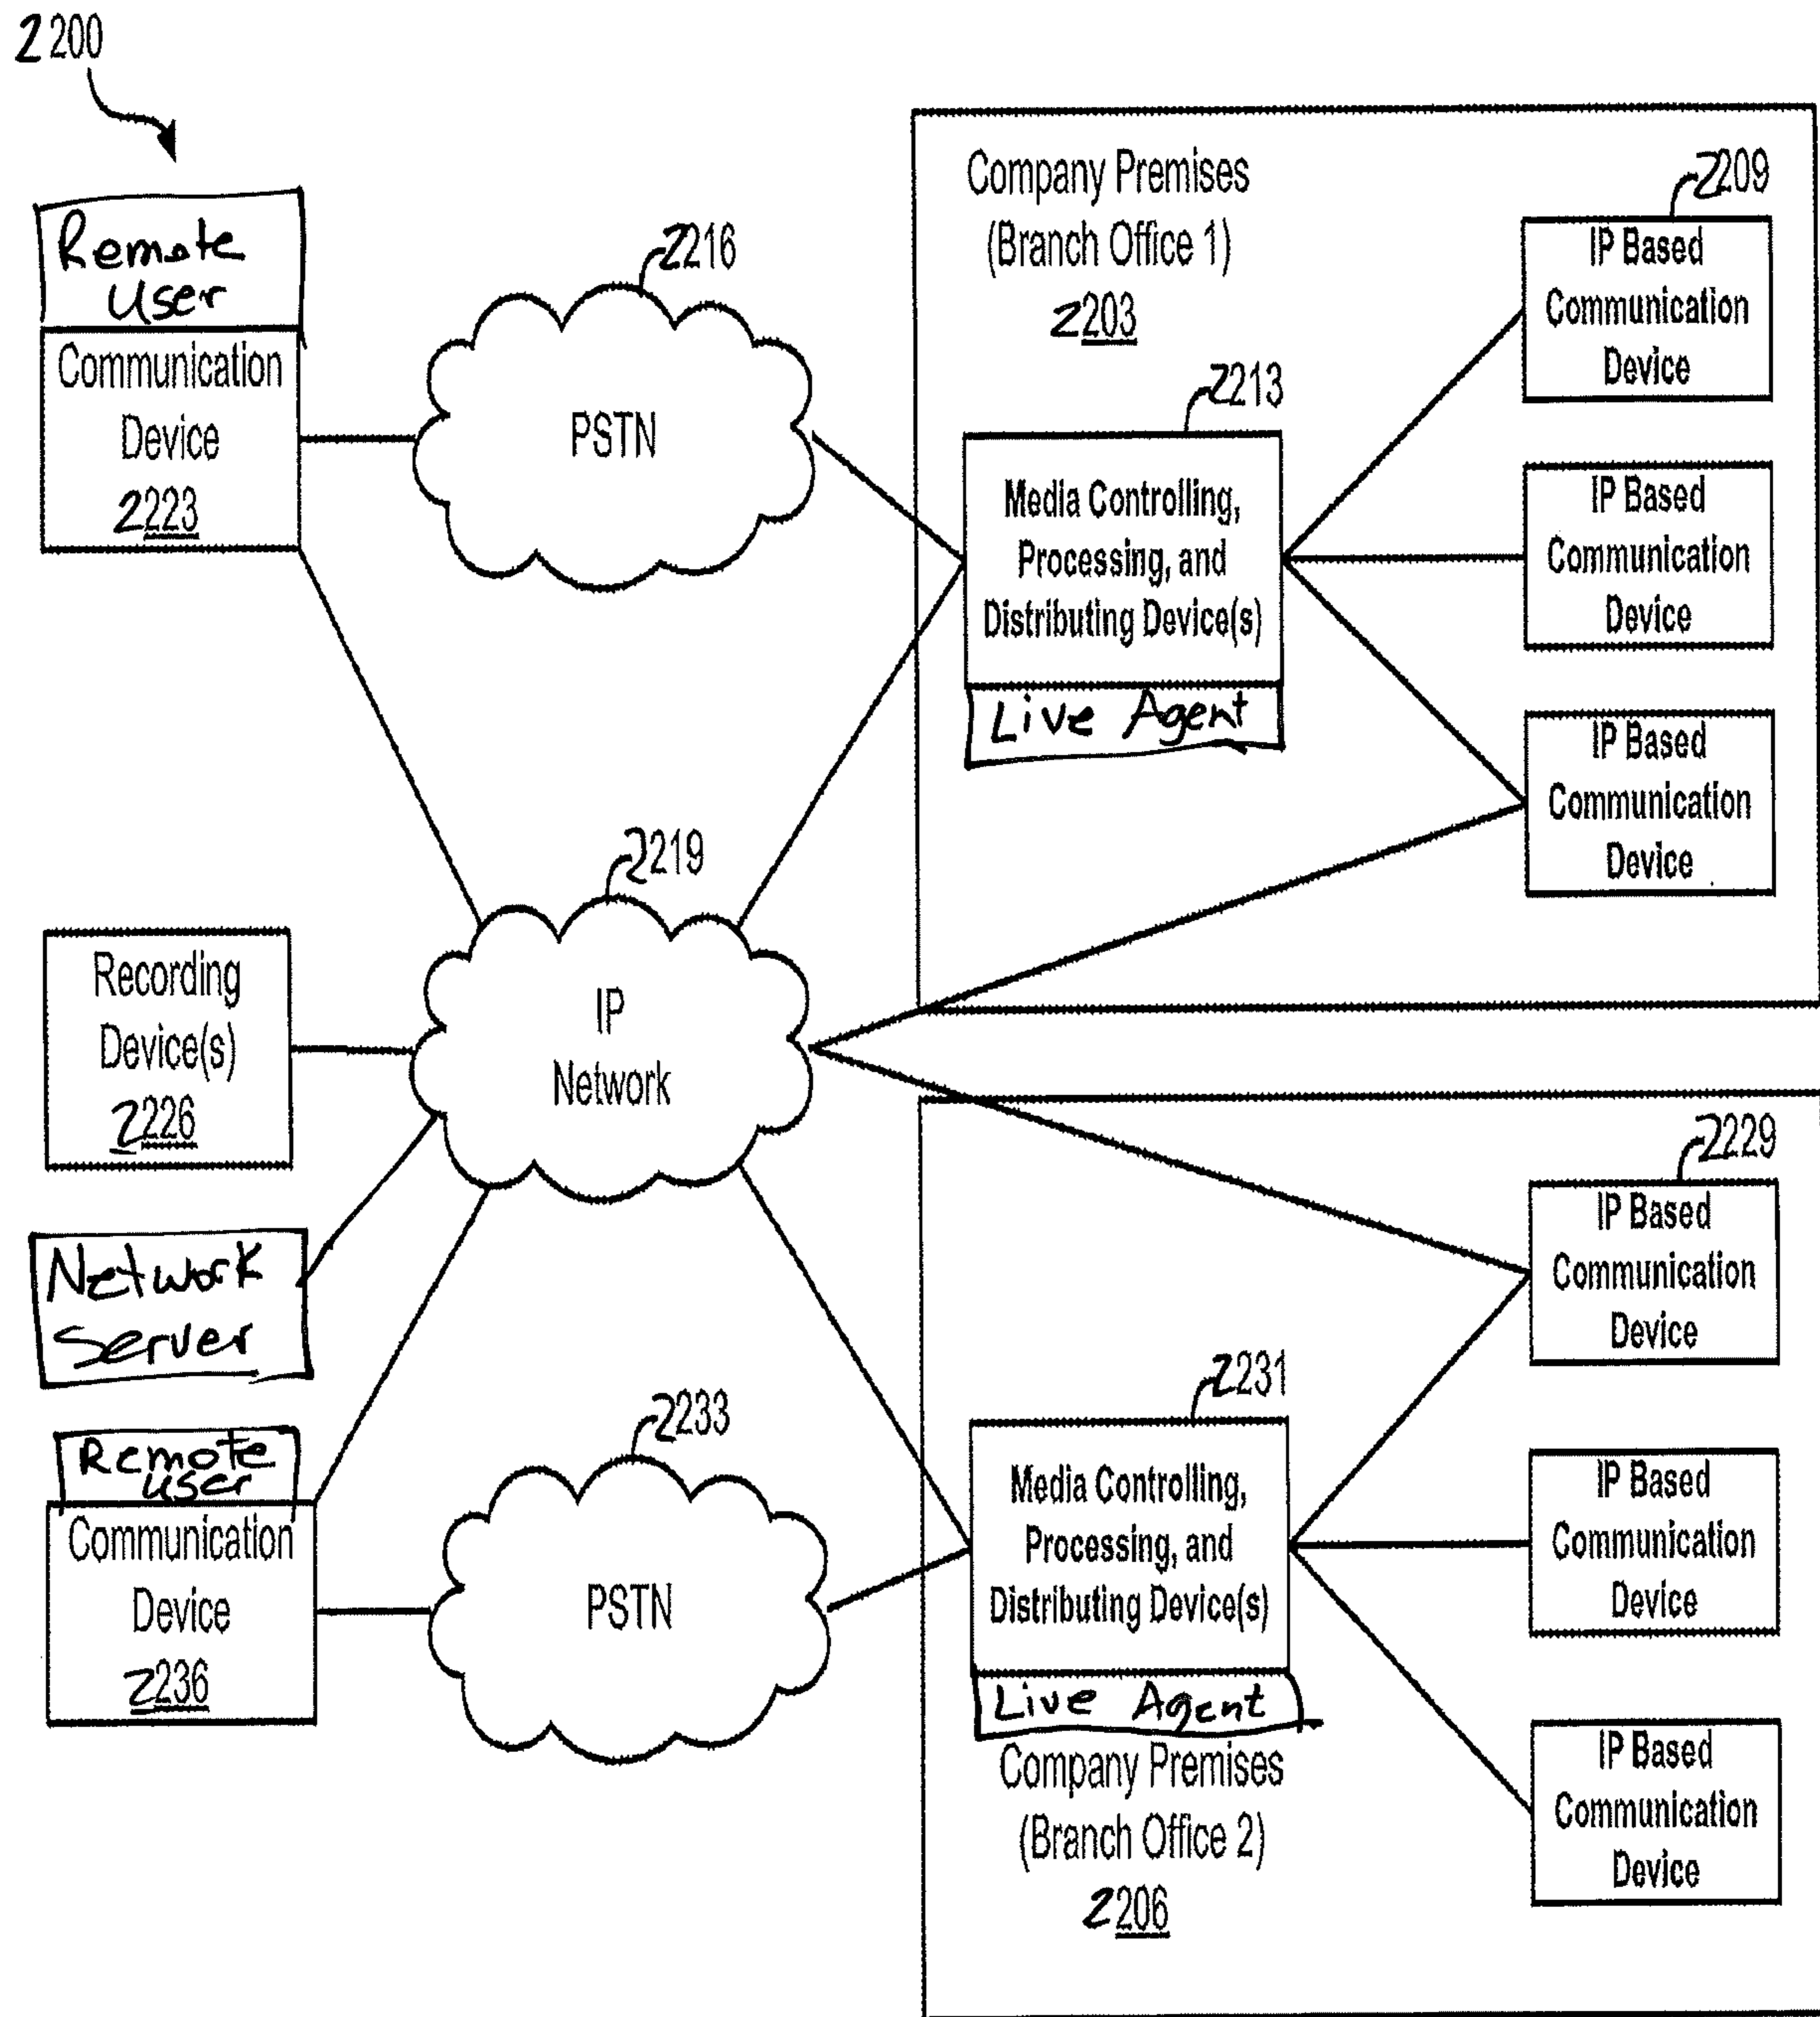 2200
Remote
User
Communication
Device
2223
2216
PSTN
Company Premises
(Branch Office 1)
2203
2213
Media Controlling,
Processing, and
Distributing Device(s)
Live Agent
2209
IP Based
Communication
Device
IP Based
Communication
Device
IP Based
Communication
Device
2219
IP
Network
Recording
Device(s)
2226
Network
Server
Remote
User
Communication
Device
2236
2233
PSTN
2229
IP Based
Communication
Device
2231
Media Controlling,
Processing, and
Distributing Device(s)
Live Agent
Company Premises
(Branch Office 2)
2206
IP Based
Communication
Device
IP Based
Communication
Device